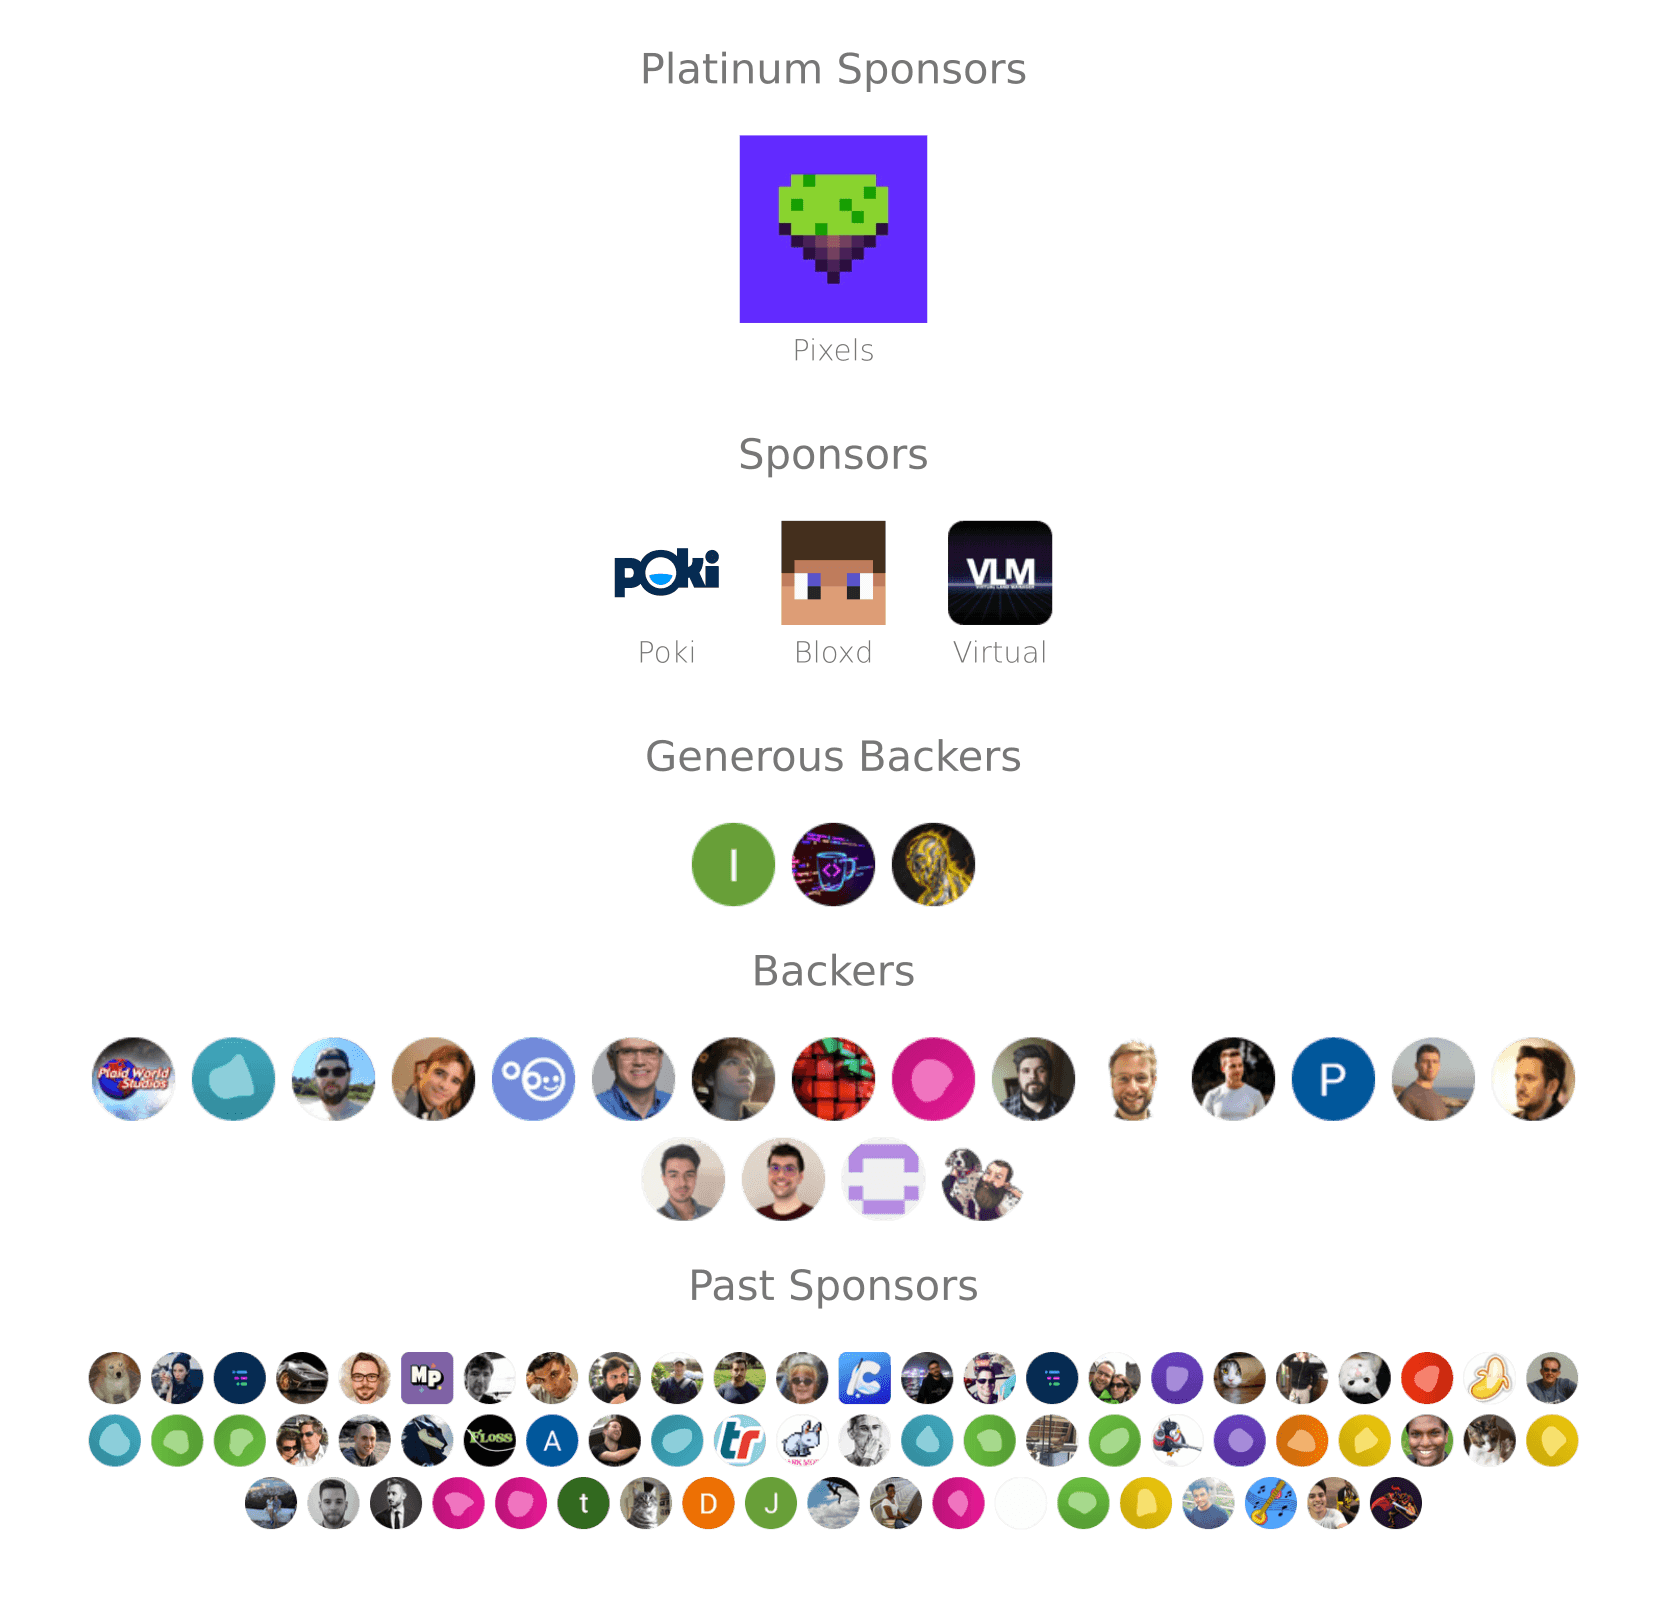 Platinum Sponsors
Pixels
Sponsors
poki
VLM
Poki
Bloxd
Virtual
Generous Backers
I
Backers
Plaid World
Studios
P
Past Sponsors
MP
C
FLOSS
A
tr
t
D
J